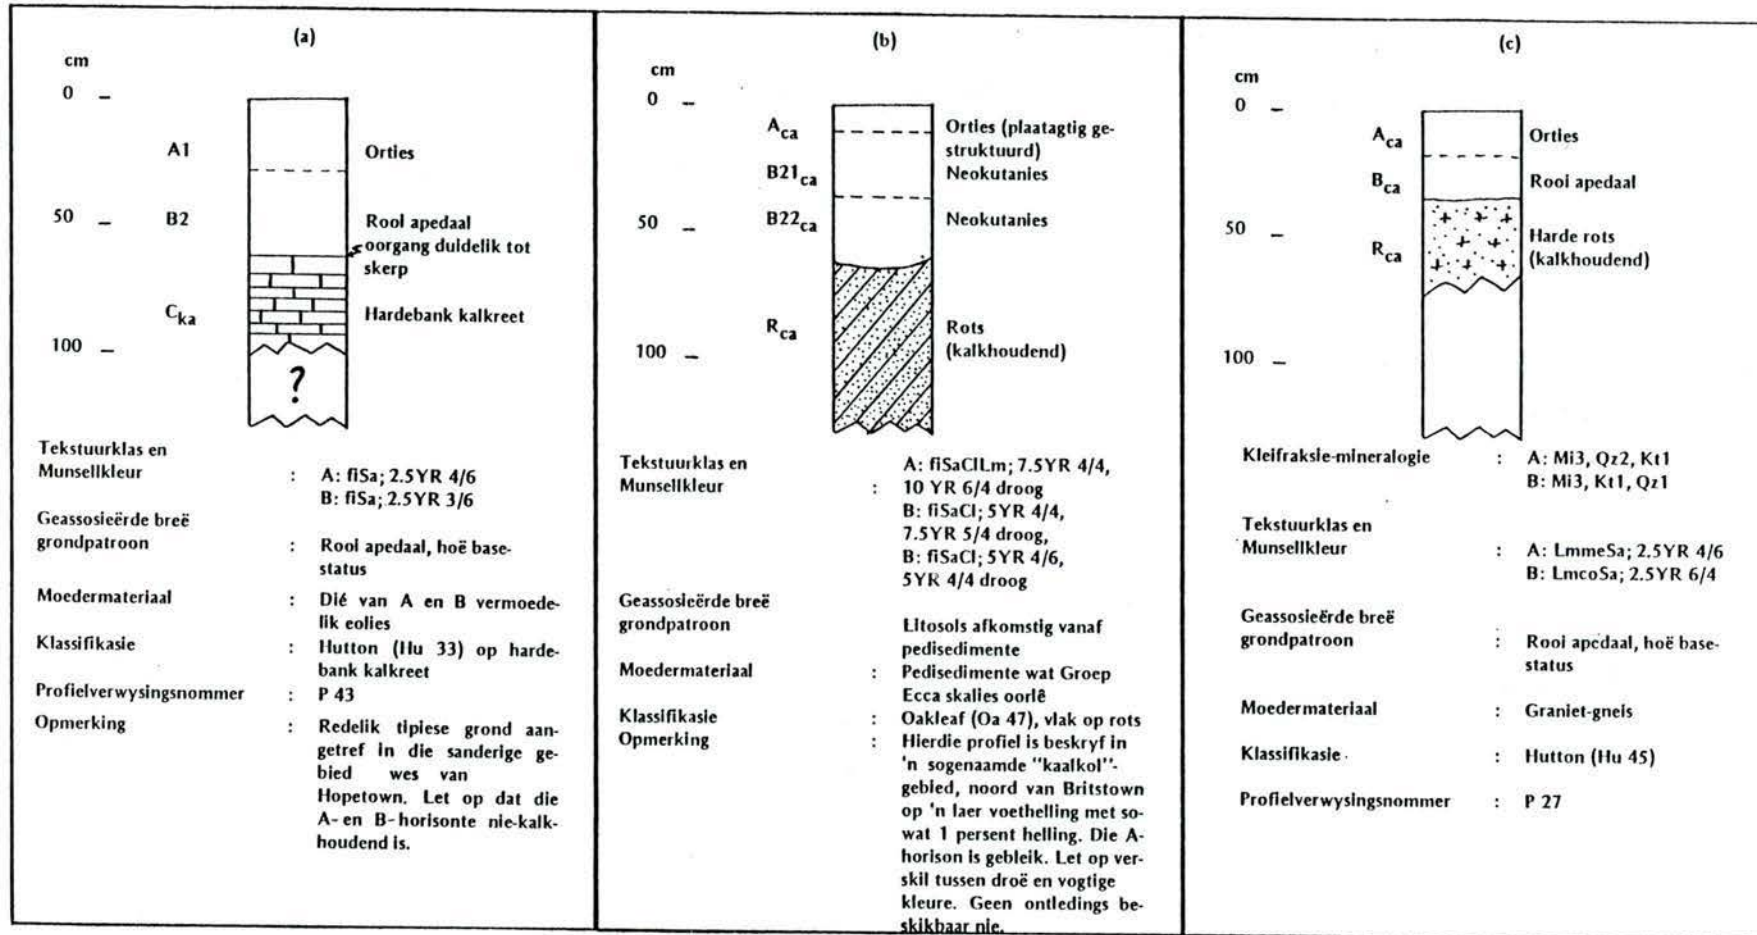 (a)
cm
0
A1
Orties
50
B2
Rooi apedaal
oorgang duidelik tot
skerp
Cka
Hardebank kalkreet
100
?
Tekstuurklas en
Munsellkleur : A: fiSa; 2.5YR 4/6
B: fiSa; 2.5YR 3/6
Geassosieërde breë
grondpatroon : Rooi apedaal, hoë base-
status
Moedermateriaal : Dié van A en B vermoede-
lik eolies
Klassifikasie : Hutton (Hu 33) op harde-
bank kalkreet
Profielverwysingsnommer : P 43
Opmerking : Redelik tipiese grond aan-
getref in die sanderige ge-
bied wes van
Hopetown. Let op dat die
A- en B-horisonte nie-kalk-
houdend is.
(b)
cm
0
Aca
Orties (plaatagtig ge-
struktuurd)
B21ca
Neokutanies
50
B22ca
Neokutanies
Rca
Rots
(kalkhoudend)
100
Tekstuurklas en
Munsellkleur :
A: fiSaClLm; 7.5YR 4/4,
10 YR 6/4 droog
B: fiSaCl; 5YR 4/4,
7.5YR 5/4 droog,
B: fiSaCl; 5YR 4/6,
5YR 4/4 droog
Geassosieërde breë
grondpatroon
Litosols afkomstig vanaf
pedisedimente
Moedermateriaal : Pedisedimente wat Groep
Ecca skalies oorlê
Klassifikasie : Oakleaf (Oa 47), vlak op rots
Opmerking : Hierdie profiel is beskryf in
'n sogenaamde "kaalkol"-
gebied, noord van Britstown
op 'n laer voethelling met so-
wat 1 persent helling. Die A-
horison is gebleik. Let op ver-
skil tussen droë en vogtige
kleure. Geen ontledings be-
skikbaar nie.
(c)
cm
0
Aca
Orties
Bca
Rooi apedaal
50
Rca
Harde rots
(kalkhoudend)
100
Kleifraksie-mineralogie : A: Mi3, Qz2, Kt1
B: Mi3, Kt1, Qz1
Tekstuurklas en
Munsellkleur : A: LmmeSa; 2.5YR 4/6
B: LmcoSa; 2.5YR 6/4
Geassosieërde breë
grondpatroon : Rooi apedaal, hoë base-
status
Moedermateriaal : Graniet-gneis
Klassifikasie : Hutton (Hu 45)
Profielverwysingsnommer : P 27